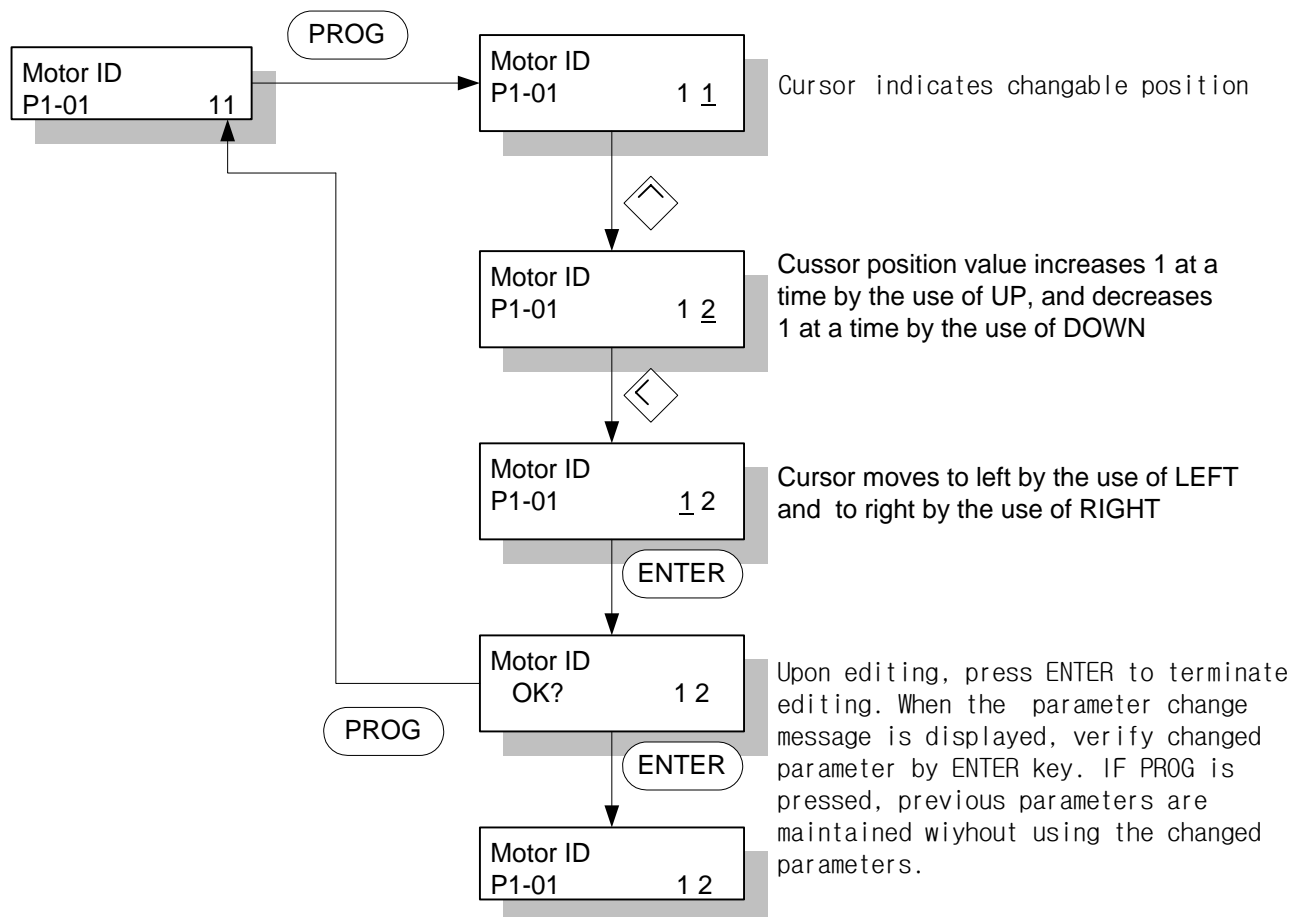 PROG
Motor ID
P1-01 11
Motor ID
P1-01 1 1
Cursor indicates changable position
Motor ID
P1-01 1 2
Cussor position value increases 1 at a
time by the use of UP, and decreases
1 at a time by the use of DOWN
Motor ID
P1-01 1 2
Cursor moves to left by the use of LEFT
and to right by the use of RIGHT
ENTER
Motor ID
OK? 1 2
PROG
Upon editing, press ENTER to terminate
editing. When the parameter change
message is displayed, verify changed
parameter by ENTER key. IF PROG is
pressed, previous parameters are
maintained wiyhout using the changed
parameters.
ENTER
Motor ID
P1-01 1 2